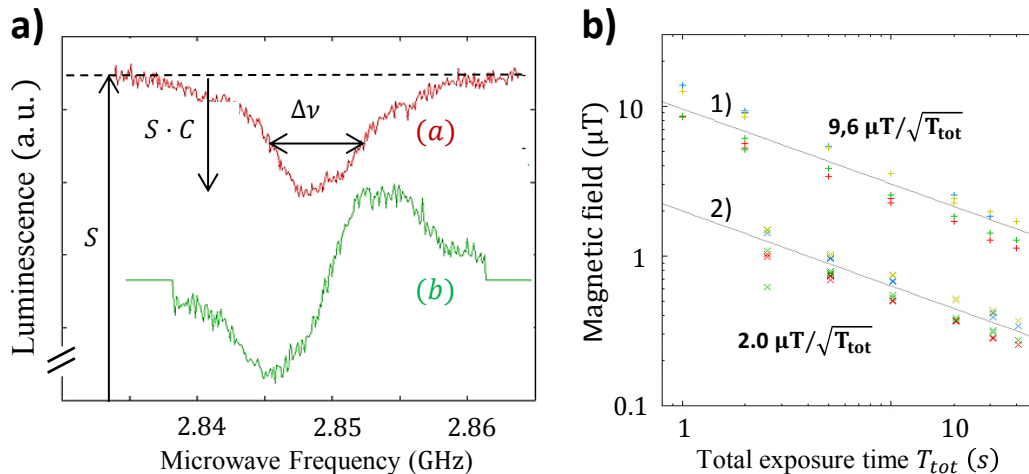 a)
Luminescence (a. u.)
S
S · C
Δν
(a)
(b)
2.84
2.85
2.86
Microwave Frequency (GHz)
b)
Magnetic field (μT)
10
1
0.1
1)
9,6 μT/√T_tot
2)
2.0 μT/√T_tot
1
10
Total exposure time T_tot (s)